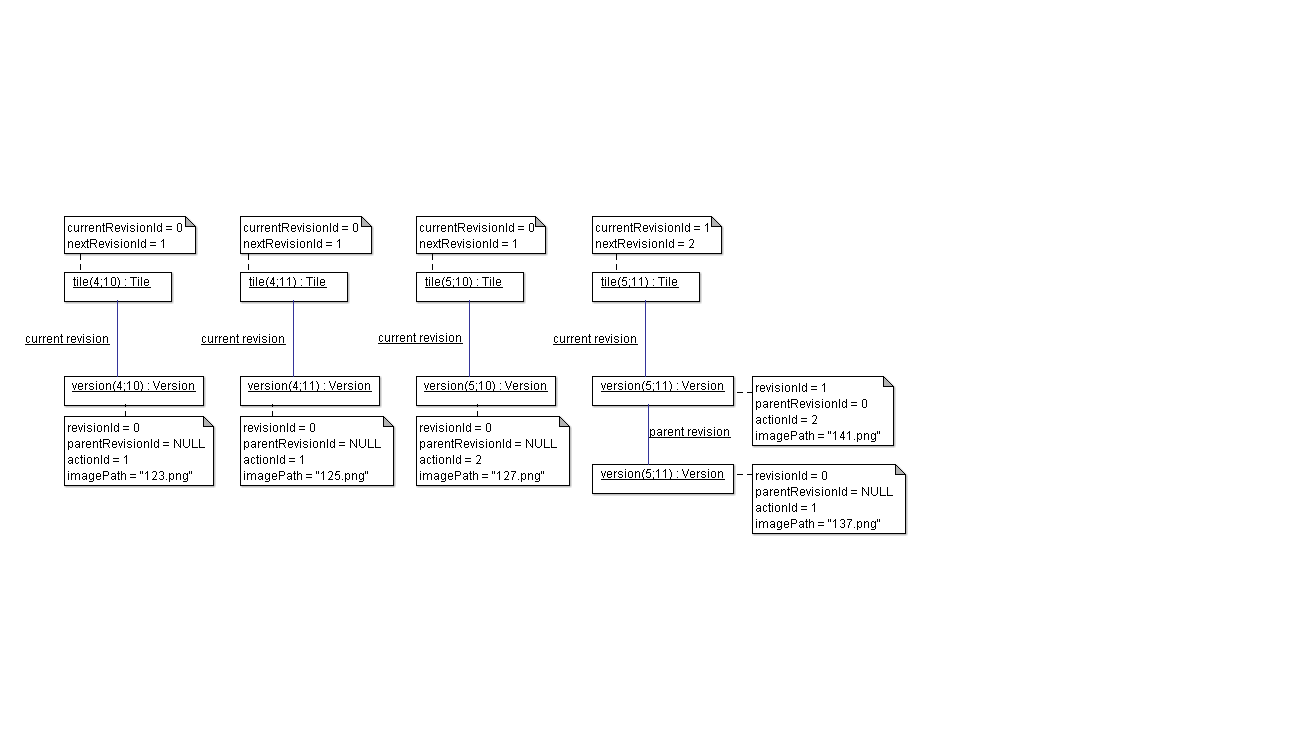 currentRevisionId = 0
nextRevisionId = 1
tile(4;10) : Tile
current revision
version(4;10) : Version
revisionId = 0
parentRevisionId = NULL
actionId = 1
imagePath = "123.png"
currentRevisionId = 0
nextRevisionId = 1
tile(4;11) : Tile
current revision
version(4;11) : Version
revisionId = 0
parentRevisionId = NULL
actionId = 1
imagePath = "125.png"
currentRevisionId = 0
nextRevisionId = 1
tile(5;10) : Tile
current revision
version(5;10) : Version
revisionId = 0
parentRevisionId = NULL
actionId = 2
imagePath = "127.png"
currentRevisionId = 1
nextRevisionId = 2
tile(5;11) : Tile
current revision
version(5;11) : Version
revisionId = 1
parentRevisionId = 0
actionId = 2
imagePath = "141.png"
parent revision
version(5;11) : Version
revisionId = 0
parentRevisionId = NULL
actionId = 1
imagePath = "137.png"